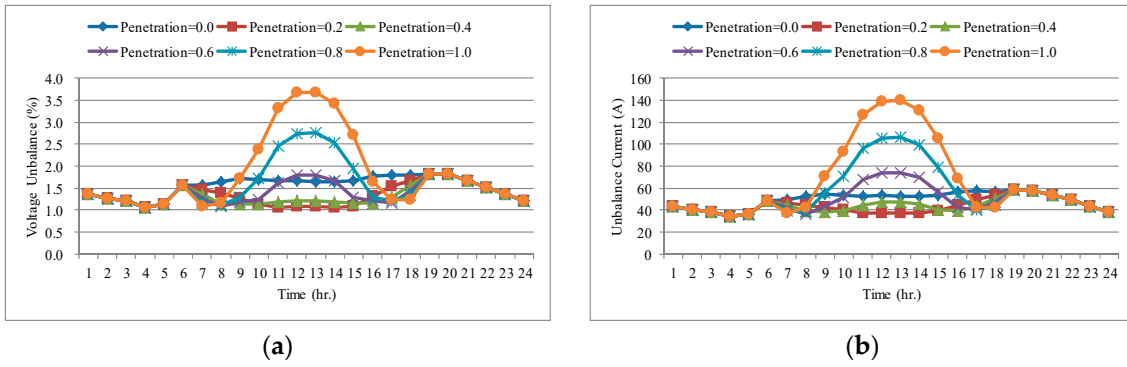 Penetration=0.0 Penetration=0.2 Penetration=0.4
Penetration=0.6 Penetration=0.8 Penetration=1.0
Voltage Unbalance (%)
4.0
3.5
3.0
2.5
2.0
1.5
1.0
0.5
0.0
1 2 3 4 5 6 7 8 9 10 11 12 13 14 15 16 17 18 19 20 21 22 23 24
Time (hr.)
(a)
Penetration=0.0 Penetration=0.2 Penetration=0.4
Penetration=0.6 Penetration=0.8 Penetration=1.0
Unbalance Current (A)
160
140
120
100
80
60
40
20
0
1 2 3 4 5 6 7 8 9 10 11 12 13 14 15 16 17 18 19 20 21 22 23 24
Time (hr.)
(b)